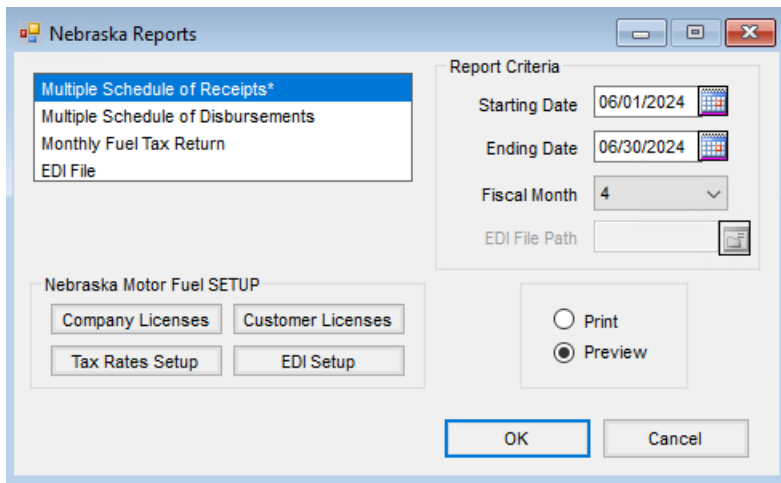 Nebraska Reports
Multiple Schedule of Receipts*
Multiple Schedule of Disbursements
Monthly Fuel Tax Return
EDI File
Report Criteria
Starting Date 06/01/2024
Ending Date 06/30/2024
Fiscal Month 4
EDI File Path
Nebraska Motor Fuel SETUP
Company Licenses Customer Licenses
Tax Rates Setup EDI Setup
Print
Preview
OK Cancel